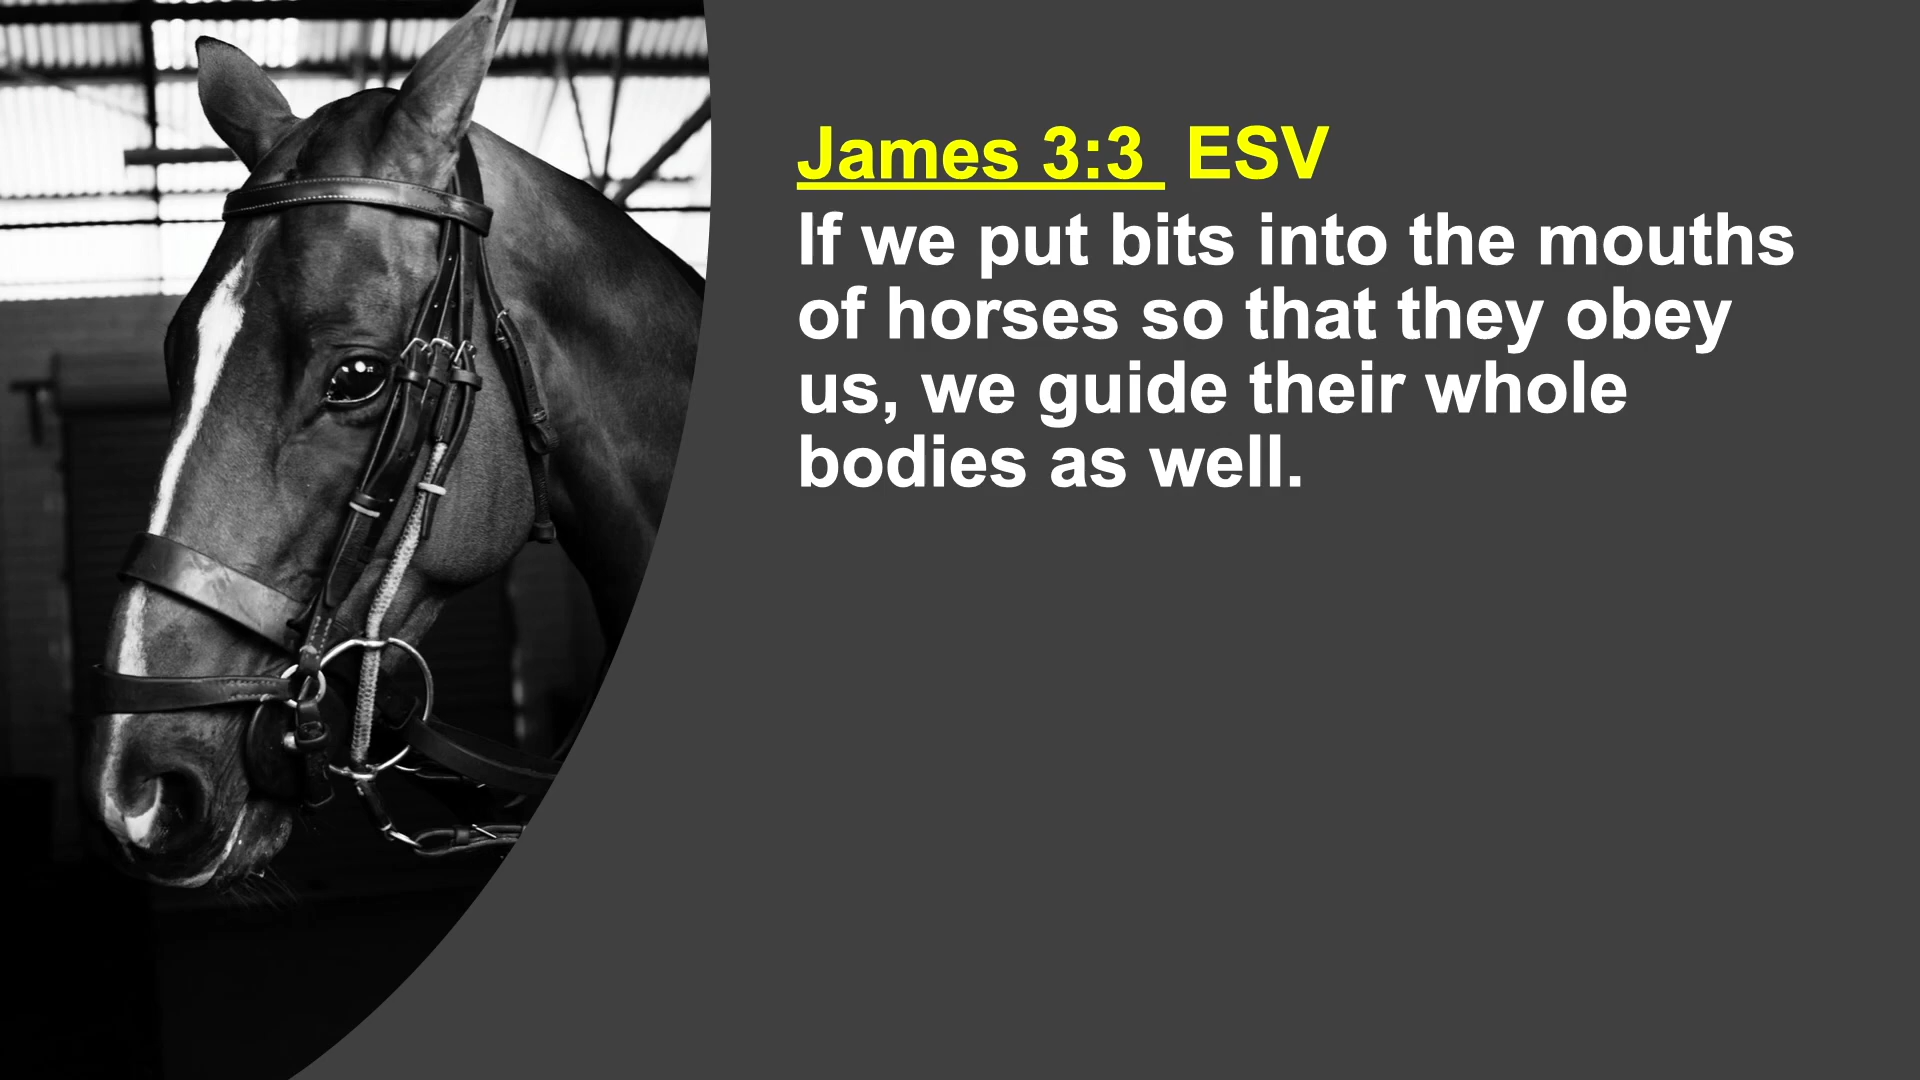 James 3:3  ESV
If we put bits into the mouths
of horses so that they obey
us, we guide their whole
bodies as well.